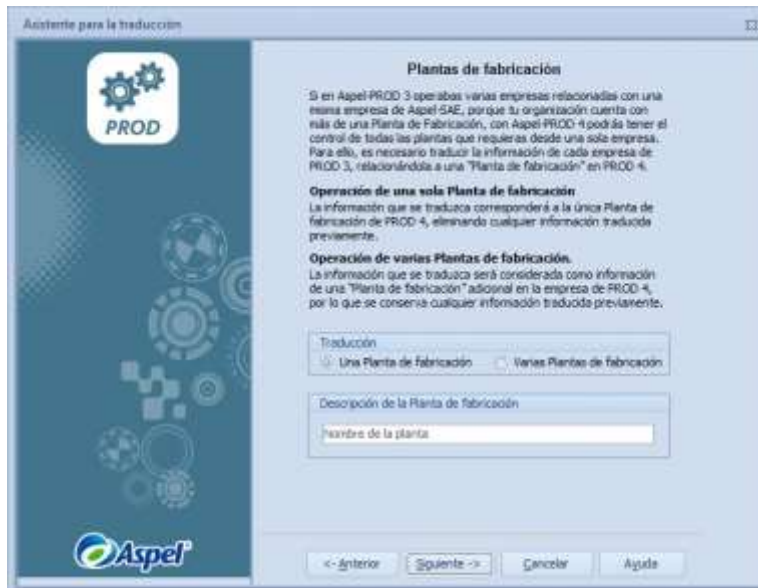 Asistente para la traducción
PROD
Plantas de fabricación
Si en Aspel-PROD 3 operabas varias empresas relacionadas con una
misma empresa de Aspel-SAE, porque tu organización cuenta con
más de una Planta de Fabricación, con Aspel-PROD 4 podrás tener el
control de todas las plantas que requieras desde una sola empresa.
Para ello, es necesario traducir la información de cada empresa de
PROD 3, relacionándola a una "Planta de fabricación" en PROD 4.
Operación de una sola Planta de fabricación
La información que se traduzca corresponderá a la única Planta de
fabricación de PROD 4, eliminando cualquier información traducida
previamente.
Operación de varias Plantas de fabricación.
La información que se traduzca será considerada como información
de una "Planta de fabricación" adicional en la empresa de PROD 4,
por lo que se conserva cualquier información traducida previamente.
Traducción
Una Planta de fabricación Varias Plantas de fabricación
Descripción de la Planta de fabricación
Nombre de la planta
Aspel
<- Anterior Siguiente -> Cancelar Ayuda